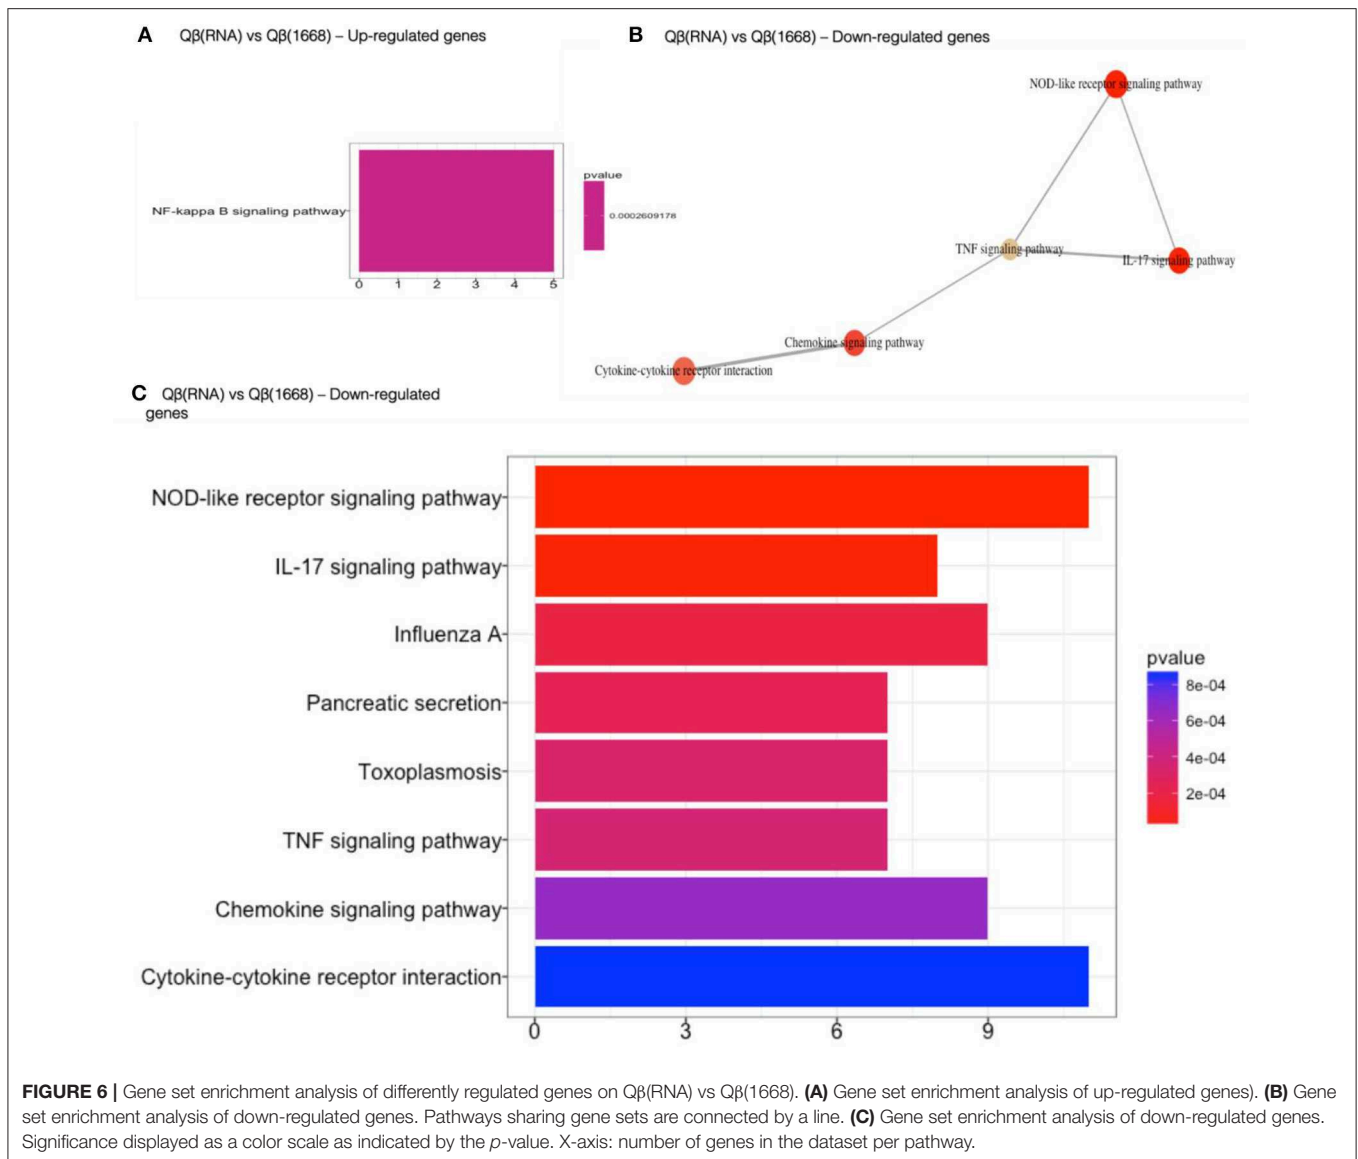 A Qβ(RNA) vs Qβ(1668) – Up-regulated genes
NF-kappa B signaling pathway
0 1 2 3 4 5
pvalue
0.0002609178
B Qβ(RNA) vs Qβ(1668) – Down-regulated genes
NOD-like receptor signaling pathway
TNF signaling pathway
IL-17 signaling pathway
Chemokine signaling pathway
Cytokine-cytokine receptor interaction
C Qβ(RNA) vs Qβ(1668) – Down-regulated
genes
NOD-like receptor signaling pathway
IL-17 signaling pathway
Influenza A
Pancreatic secretion
Toxoplasmosis
TNF signaling pathway
Chemokine signaling pathway
Cytokine-cytokine receptor interaction
0 3 6 9
pvalue
8e-04
6e-04
4e-04
2e-04
FIGURE 6 | Gene set enrichment analysis of differently regulated genes on Qβ(RNA) vs Qβ(1668). (A) Gene set enrichment analysis of up-regulated genes). (B) Gene
set enrichment analysis of down-regulated genes. Pathways sharing gene sets are connected by a line. (C) Gene set enrichment analysis of down-regulated genes.
Significance displayed as a color scale as indicated by the p-value. X-axis: number of genes in the dataset per pathway.